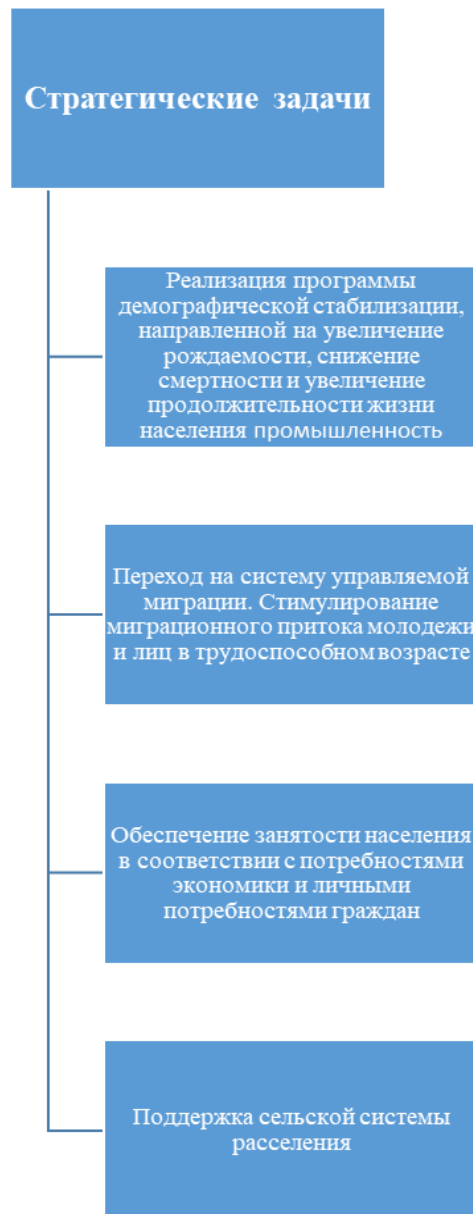 Стратегические задачи
Реализация программы
демографической стабилизации,
направленной на увеличение
рождаемости, снижение
смертности и увеличение
продолжительности жизни
населения промышленность
Переход на систему управляемой
миграции. Стимулирование
миграционного притока молодежи
и лиц в трудоспособном возрасте
Обеспечение занятости населения
в соответствии с потребностями
экономики и личными
потребностями граждан
Поддержка сельской системы
расселения